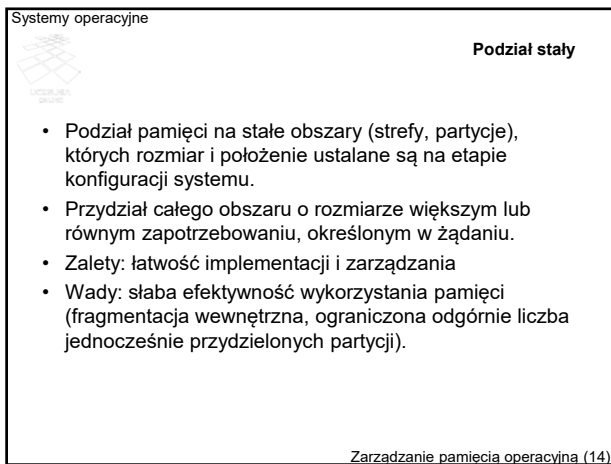 Systemy operacyjne
Podział stały
• Podział pamięci na stałe obszary (strefy, partycje),
których rozmiar i położenie ustalane są na etapie
konfiguracji systemu.
• Przydział całego obszaru o rozmiarze większym lub
równym zapotrzebowaniu, określonym w żądaniu.
• Zalety: łatwość implementacji i zarządzania
• Wady: słaba efektywność wykorzystania pamięci
(fragmentacja wewnętrzna, ograniczona odgórnie liczba
jednocześnie przydzielonych partycji).
Zarządzanie pamięcią operacyjną (14)